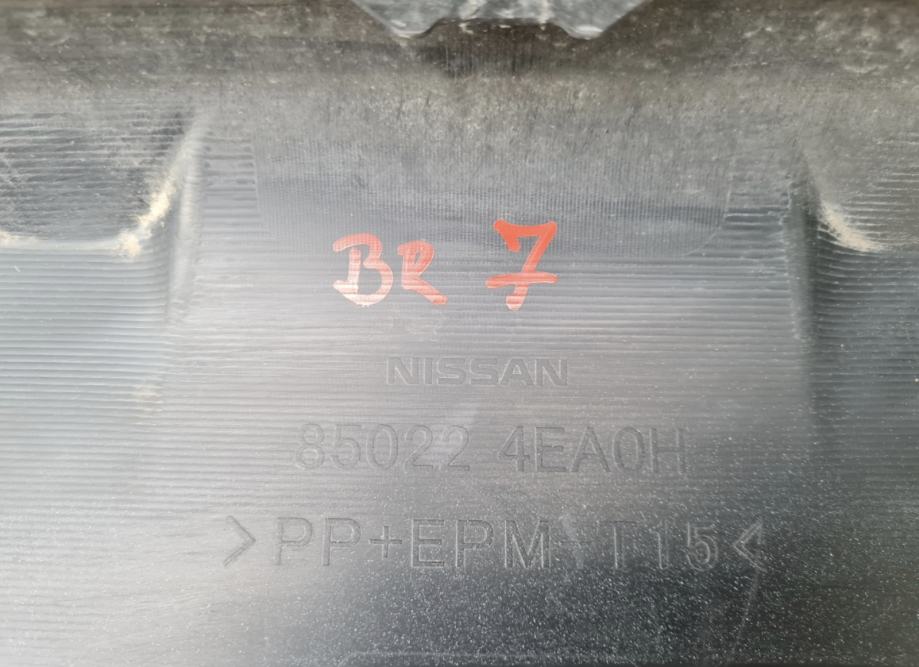 BR 7
NISSAN
85022 4EA0H
>PP+EPM-T15<